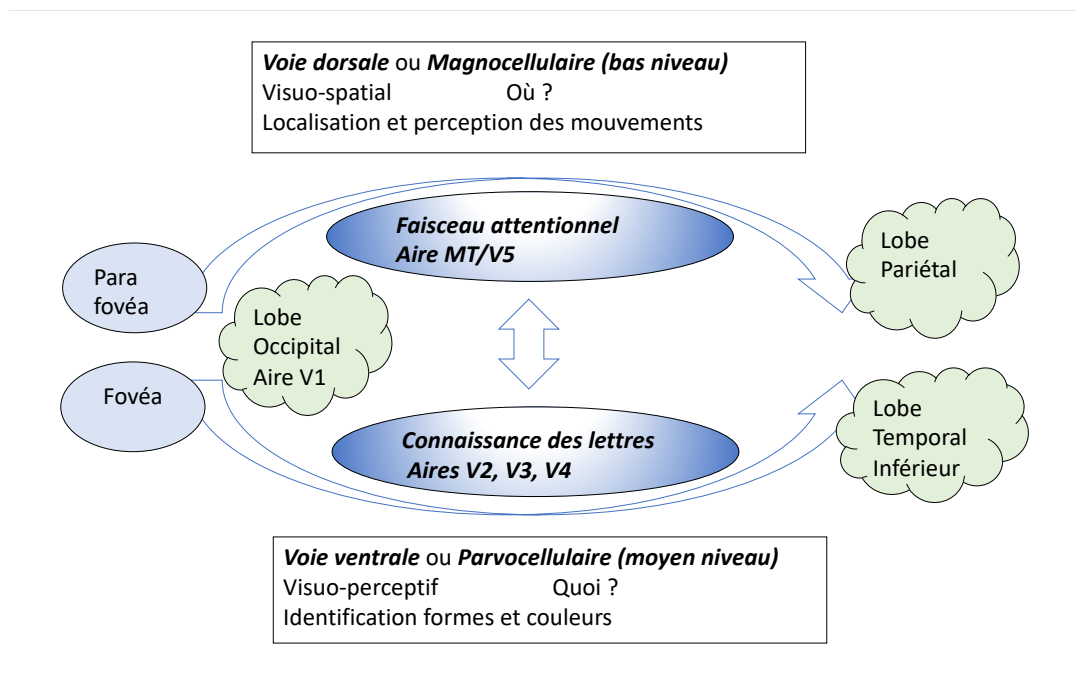 Voie dorsale ou Magnocellulaire (bas niveau)
Visuo-spatial Où ?
Localisation et perception des mouvements
Faisceau attentionnel
Aire MT/V5
Para
fovéa
Lobe
Pariétal
Lobe
Occipital
Aire V1
Fovéa
Connaissance des lettres
Aires V2, V3, V4
Lobe
Temporal
Inférieur
Voie ventrale ou Parvocellulaire (moyen niveau)
Visuo-perceptif Quoi ?
Identification formes et couleurs